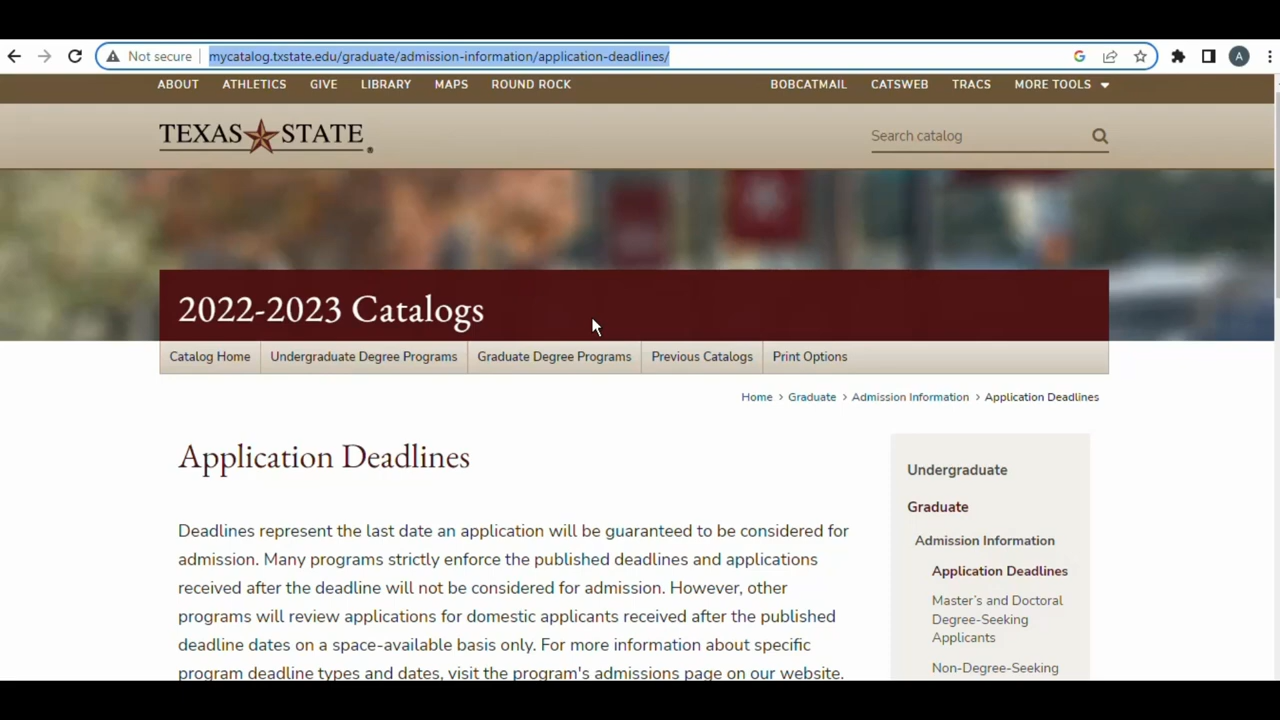 Not secure mycatalog.txstate.edu/graduate/admission-information/application-deadlines/ G A
ABOUT ATHLETICS GIVE LIBRARY MAPS ROUND ROCK BOBCATMAIL CATSWEB TRACS MORE TOOLS
TEXAS STATE ®
Search catalog
2022-2023 Catalogs
Catalog Home Undergraduate Degree Programs Graduate Degree Programs Previous Catalogs Print Options
Home > Graduate > Admission Information > Application Deadlines
Application Deadlines
Deadlines represent the last date an application will be guaranteed to be considered for
admission. Many programs strictly enforce the published deadlines and applications
received after the deadline will not be considered for admission. However, other
programs will review applications for domestic applicants received after the published
deadline dates on a space-available basis only. For more information about specific
program deadline types and dates, visit the program's admissions page on our website.
Undergraduate
Graduate
Admission Information
Application Deadlines
Master's and Doctoral
Degree-Seeking
Applicants
Non-Degree-Seeking